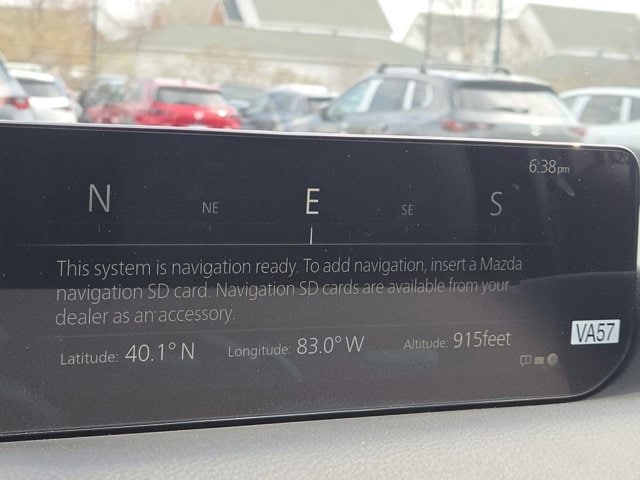 6:38pm
N NE E SE S
This system is navigation ready. To add navigation, insert a Mazda
navigation SD card. Navigation SD cards are available from your
dealer as an accessory.
VA57
Latitude: 40.1° N Longitude: 83.0° W Altitude: 915feet